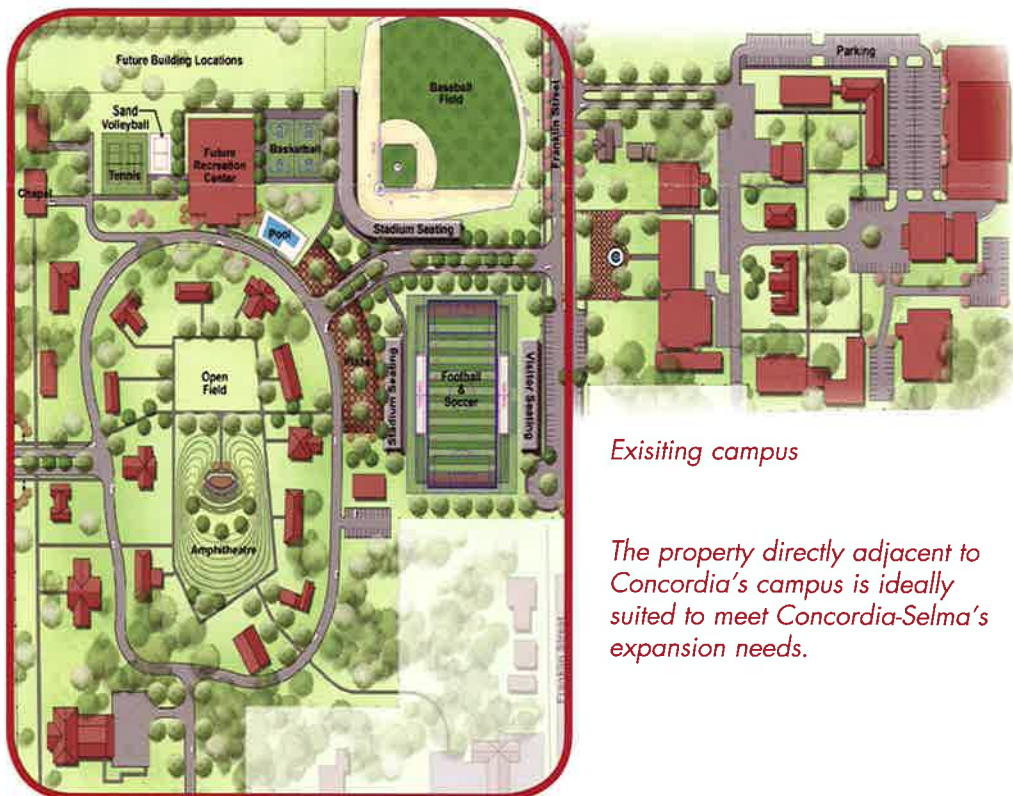 Future Building Locations
Sand
Volleyball
Tennis
Chapel
Future
Recreation
Center
Basketball
Baseball
Field
Pool
Stadium Seating
Franklin Street
Parking
Open
Field
Plaza
Stadium Seating
Football
&
Soccer
Visitor Seating
Amphitheatre
Franklin Street
Exisiting campus
The property directly adjacent to
Concordia's campus is ideally
suited to meet Concordia-Selma's
expansion needs.